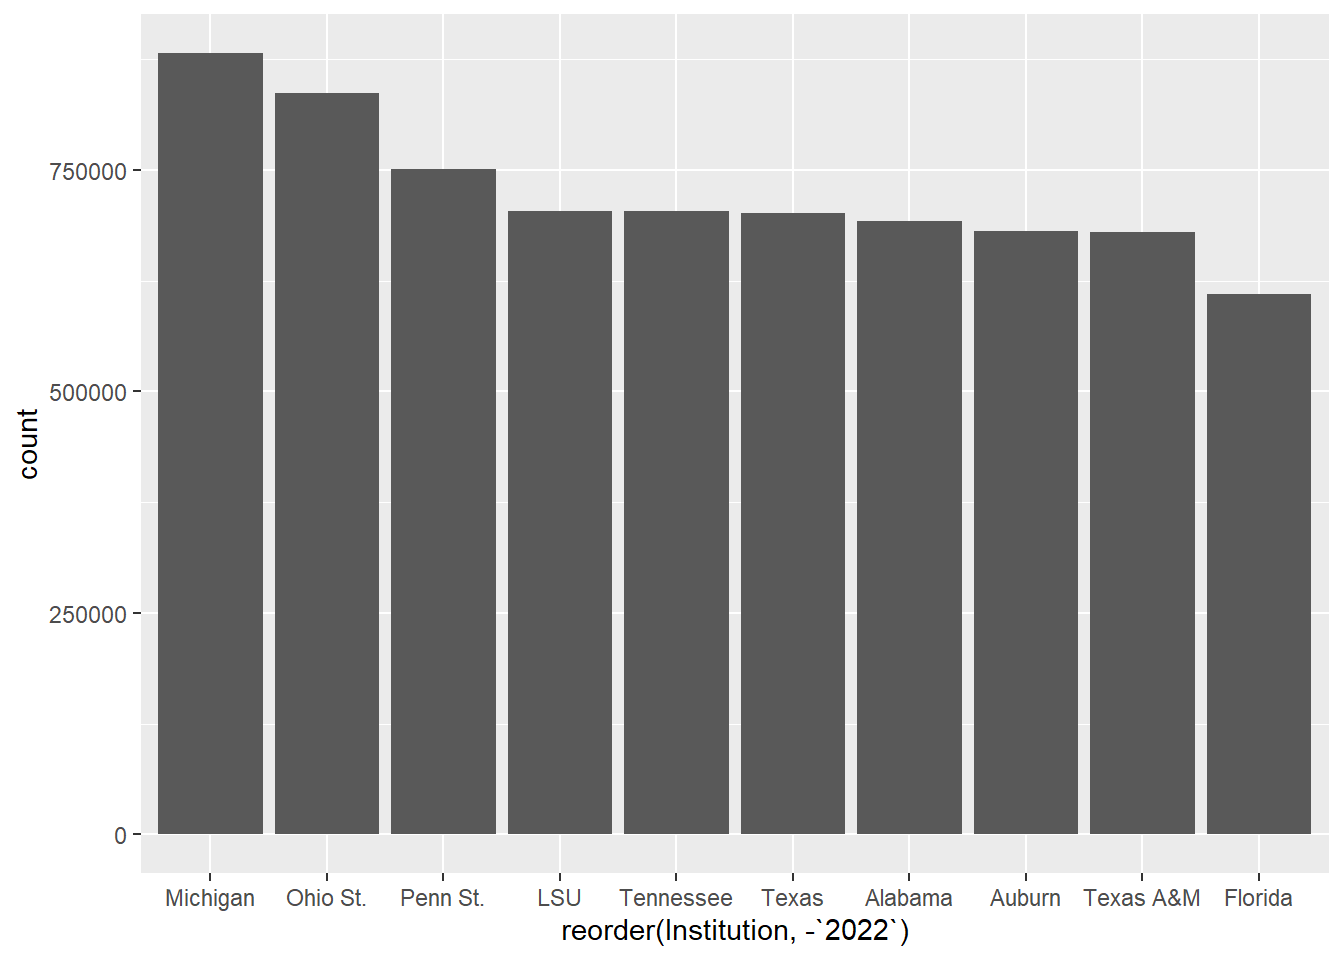 750000
500000
250000
0
count
Michigan Ohio St. Penn St. LSU Tennessee Texas Alabama Auburn Texas A&M Florida
reorder(Institution, -`2022`)